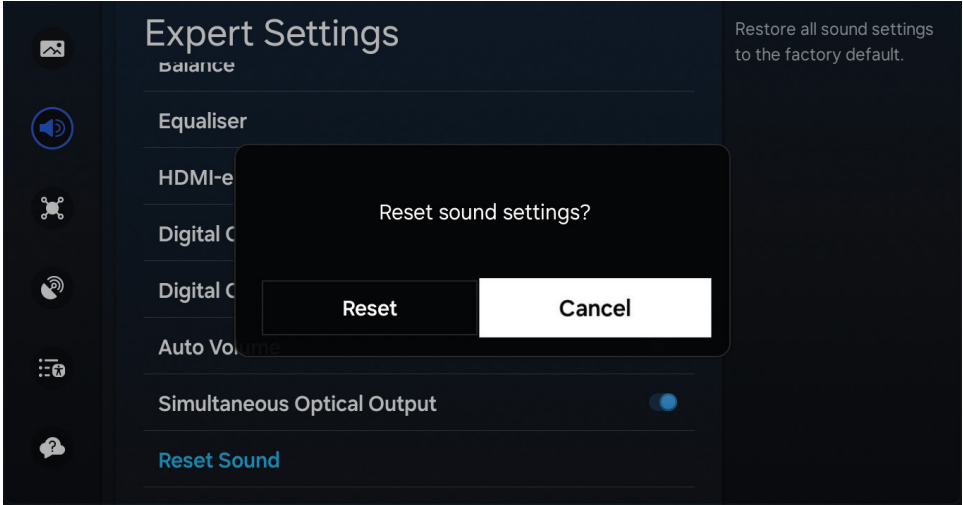 Expert Settings
Restore all sound settings
to the factory default.
Balance
Equaliser
HDMI-e
Reset sound settings?
Digital
Digital
Reset
Cancel
Auto Volume
Simultaneous Optical Output
Reset Sound